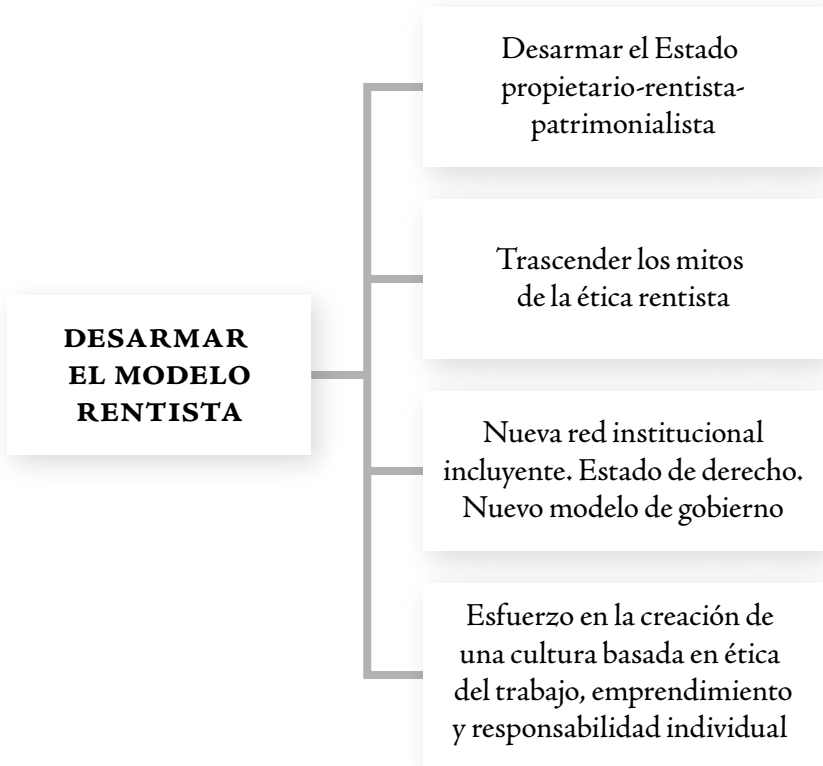 DESARMAR
EL MODELO
RENTISTA
Desarmar el Estado
propietario-rentista-
patrimonialista
Trascender los mitos
de la ética rentista
Nueva red institucional
incluyente. Estado de derecho.
Nuevo modelo de gobierno
Esfuerzo en la creación de
una cultura basada en ética
del trabajo, emprendimiento
y responsabilidad individual